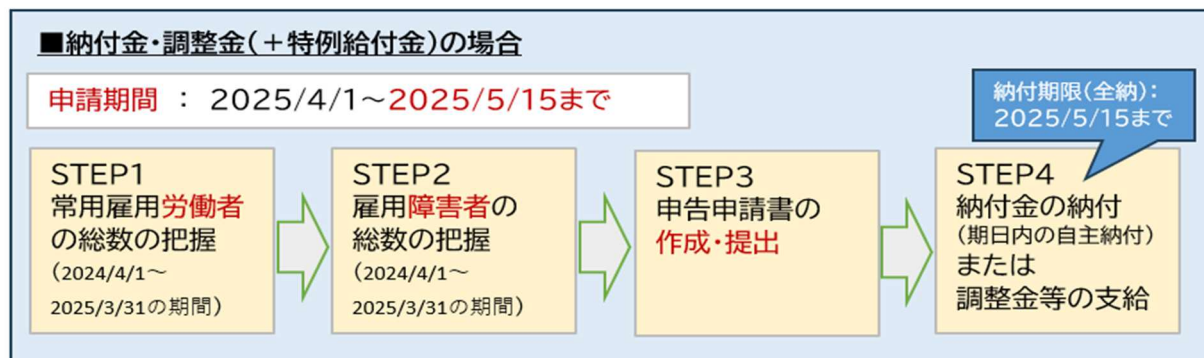 ■納付金・調整金(＋特例給付金)の場合
申請期間 ： 2025/4/1～2025/5/15まで
納付期限(全納)：
2025/5/15まで
STEP1
常用雇用労働者
の総数の把握
(2024/4/1～
2025/3/31の期間)
STEP2
雇用障害者の
総数の把握
(2024/4/1～
2025/3/31の期間)
STEP3
申告申請書の
作成・提出
STEP4
納付金の納付
(期日内の自主納付)
または
調整金等の支給